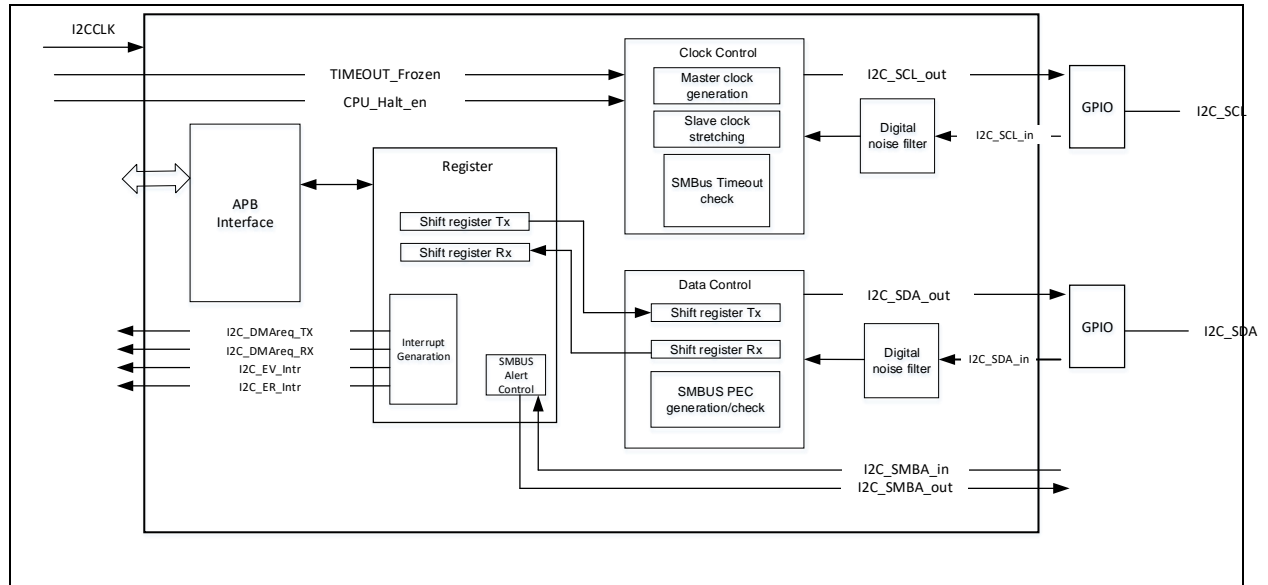 I2CCLK
TIMEOUT_Frozen
CPU_Halt_en
Clock Control
Master clock
generation
Slave clock
stretching
SMBus Timeout
check
I2C_SCL_out
Digital
noise filter
I2C_SCL_in
GPIO
I2C_SCL
APB
Interface
Register
Shift register Tx
Shift register Rx
Interrupt
Genaration
SMBUS
Alert
Control
I2C_DMAreq_TX
I2C_DMAreq_RX
I2C_EV_Intr
I2C_ER_Intr
Data Control
Shift register Tx
Shift register Rx
SMBUS PEC
generation/check
I2C_SDA_out
Digital
noise filter
I2C_SDA_in
GPIO
I2C_SDA
I2C_SMBA_in
I2C_SMBA_out